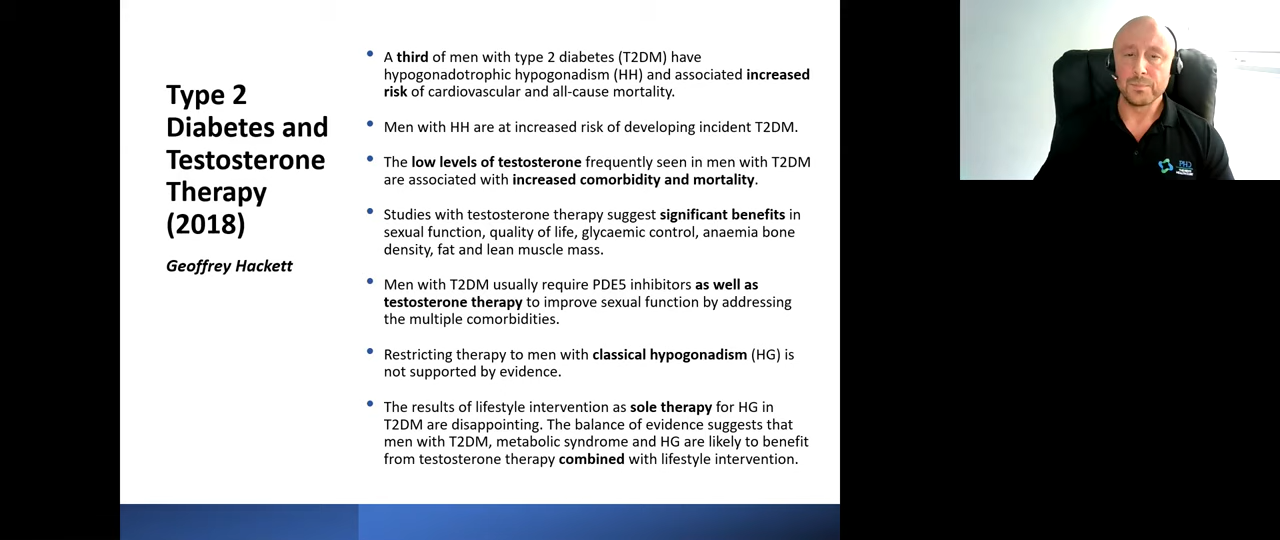 Type 2
Diabetes and
Testosterone
Therapy
(2018)
Geoffrey Hackett
• A third of men with type 2 diabetes (T2DM) have
hypogonadotrophic hypogonadism (HH) and associated increased
risk of cardiovascular and all-cause mortality.
• Men with HH are at increased risk of developing incident T2DM.
• The low levels of testosterone frequently seen in men with T2DM
are associated with increased comorbidity and mortality.
• Studies with testosterone therapy suggest significant benefits in
sexual function, quality of life, glycaemic control, anaemia bone
density, fat and lean muscle mass.
• Men with T2DM usually require PDE5 inhibitors as well as
testosterone therapy to improve sexual function by addressing
the multiple comorbidities.
• Restricting therapy to men with classical hypogonadism (HG) is
not supported by evidence.
• The results of lifestyle intervention as sole therapy for HG in
T2DM are disappointing. The balance of evidence suggests that
men with T2DM, metabolic syndrome and HG are likely to benefit
from testosterone therapy combined with lifestyle intervention.